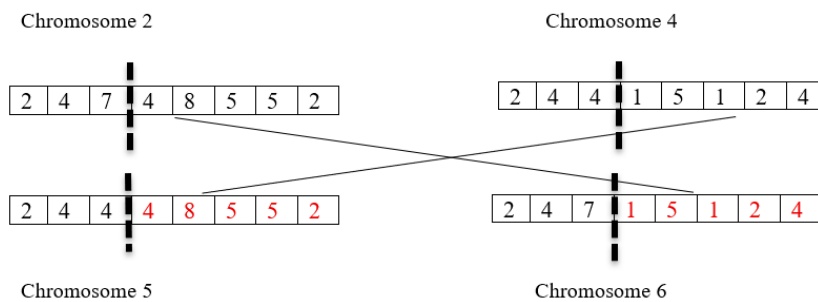 Chromosome 2
Chromosome 4
2 4 7 4 8 5 5 2
2 4 4 1 5 1 2 4
2 4 4 4 8 5 5 2
2 4 7 1 5 1 2 4
Chromosome 5
Chromosome 6